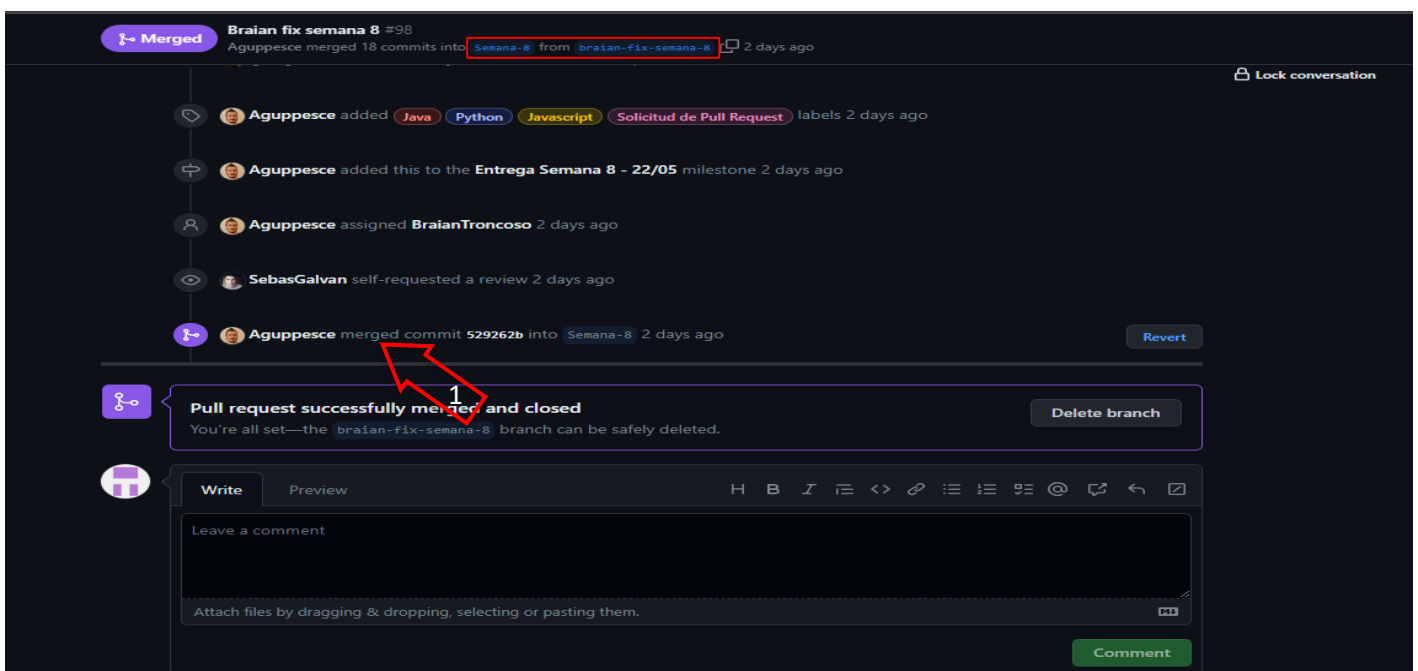 Merged
Braian fix semana 8 #98
Aguppesce merged 18 commits into Semana-8 from braian-fix-semana-8 2 days ago
Lock conversation
Aguppesce added Java Python Javascript Solicitud de Pull Request labels 2 days ago
Aguppesce added this to the Entrega Semana 8 - 22/05 milestone 2 days ago
Aguppesce assigned BraianTroncoso 2 days ago
SebasGalvan self-requested a review 2 days ago
Aguppesce merged commit 529262b into Semana-8 2 days ago
Revert
1
Pull request successfully merged and closed
You're all set—the braian-fix-semana-8 branch can be safely deleted.
Delete branch
Write Preview
Leave a comment
Attach files by dragging & dropping, selecting or pasting them.
Comment